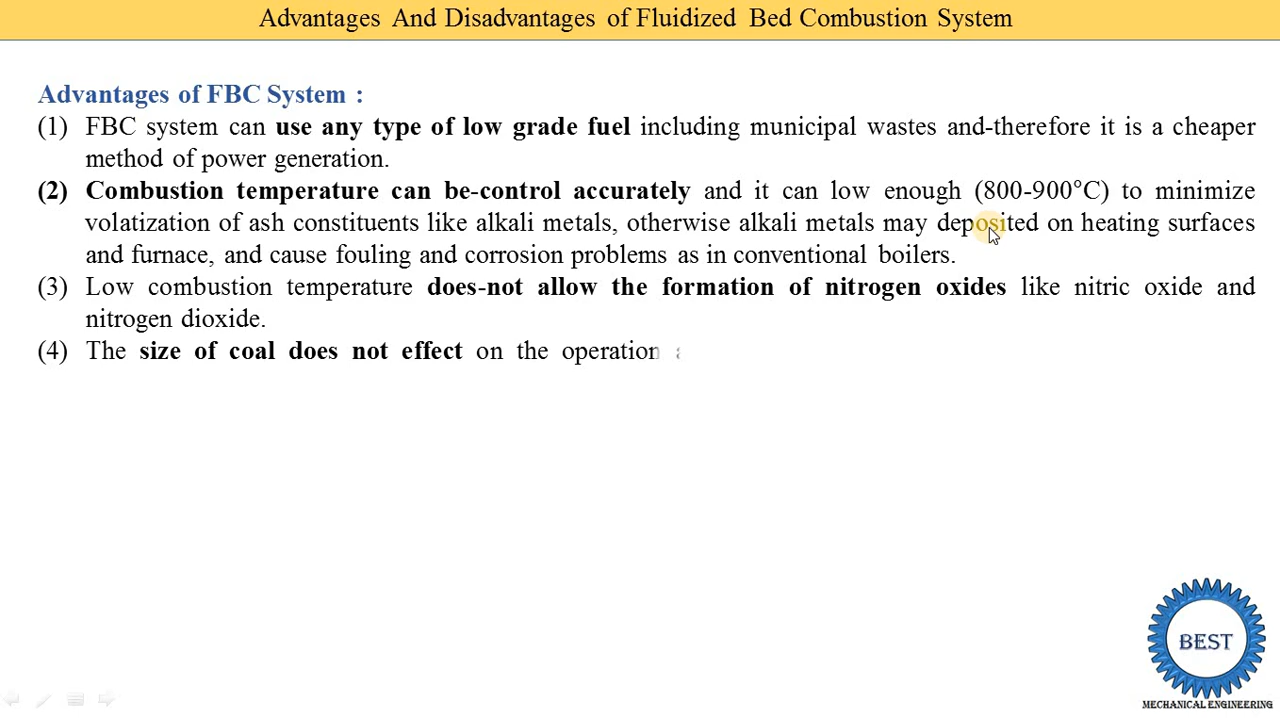 Advantages And Disadvantages of Fluidized Bed Combustion System
Advantages of FBC System :
(1) FBC system can use any type of low grade fuel including municipal wastes and-therefore it is a cheaper
method of power generation.
(2) Combustion temperature can be-control accurately and it can low enough (800-900°C) to minimize
volatization of ash constituents like alkali metals, otherwise alkali metals may deposited on heating surfaces
and furnace, and cause fouling and corrosion problems as in conventional boilers.
(3) Low combustion temperature does-not allow the formation of nitrogen oxides like nitric oxide and
nitrogen dioxide.
(4) The size of coal does not effect on the operation
BEST
MECHANICAL ENGINEERING